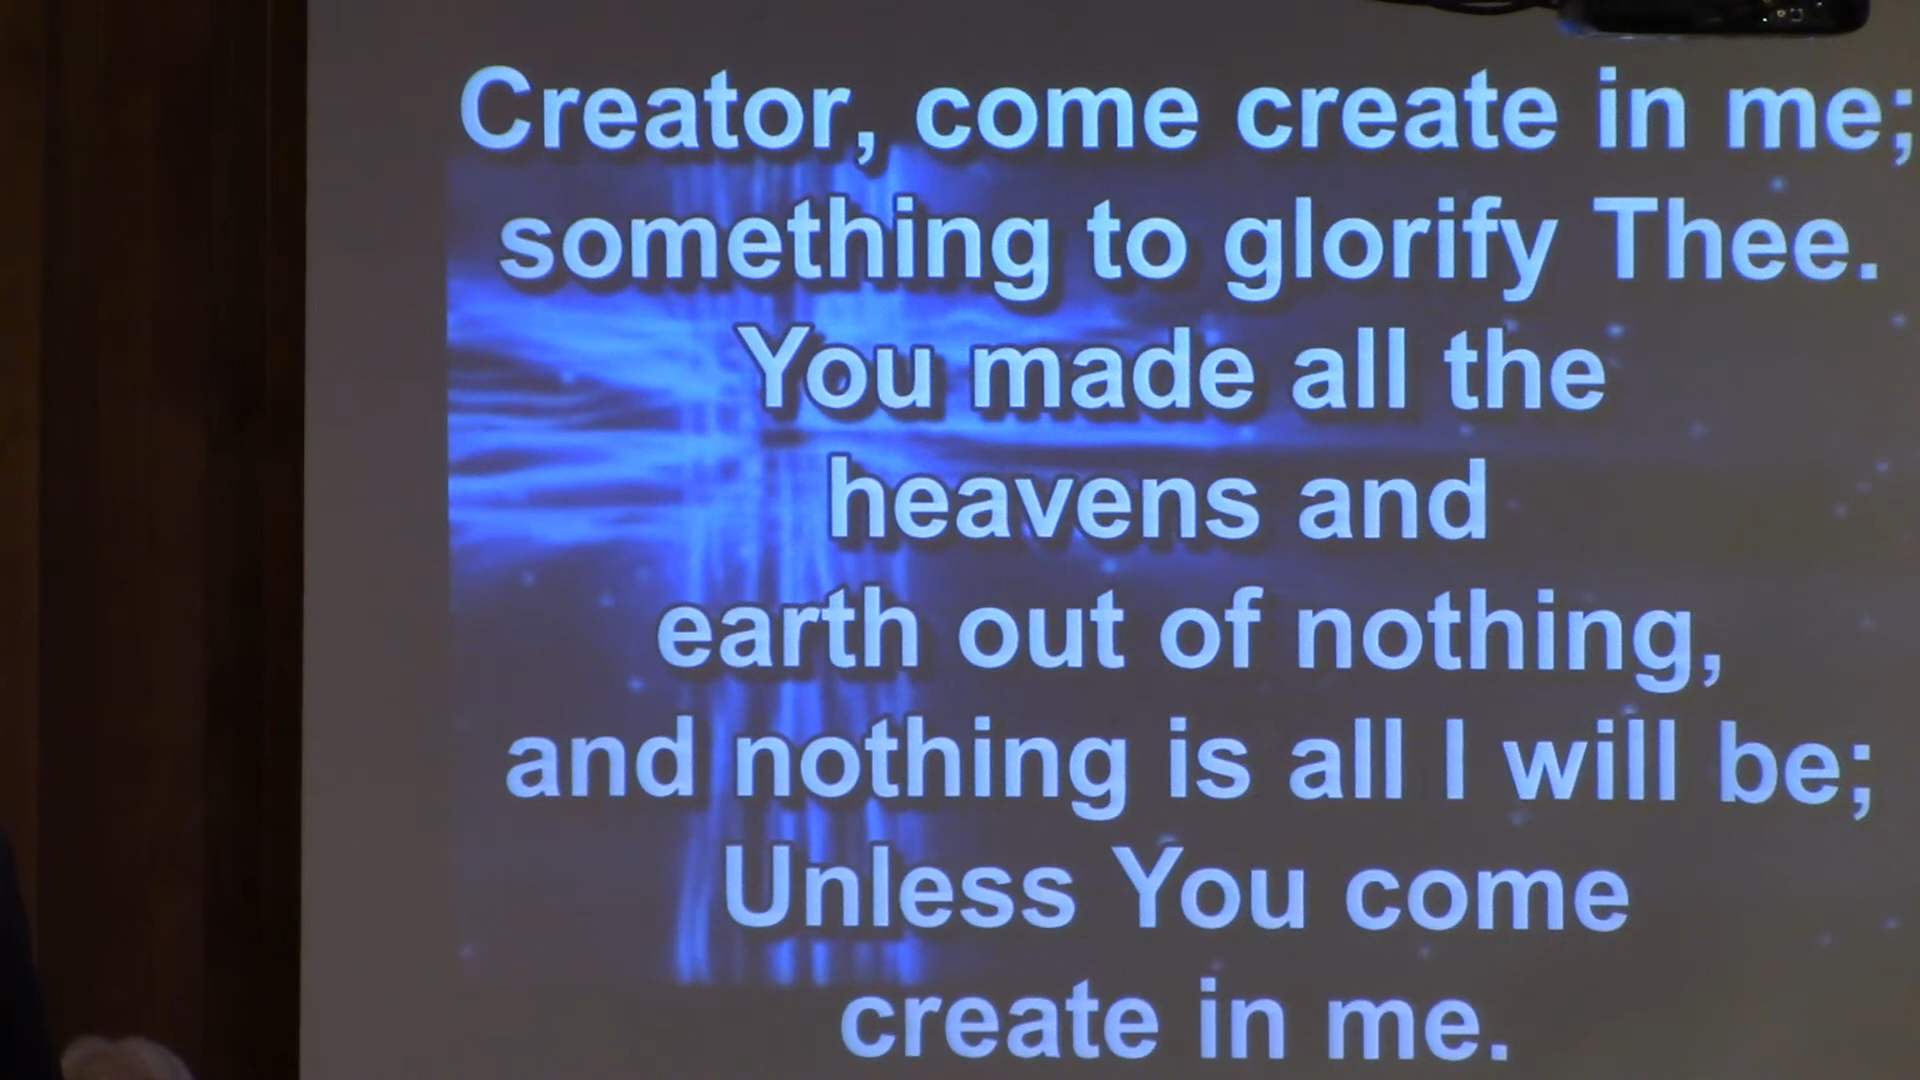 Creator, come create in me;
something to glorify Thee.
You made all the
heavens and
earth out of nothing,
and nothing is all I will be;
Unless You come
create in me.